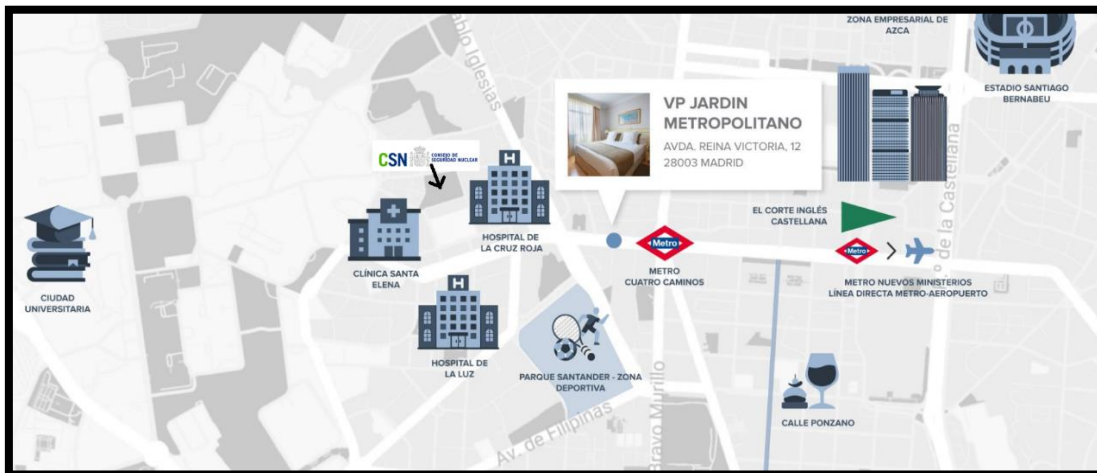 ZONA EMPRESARIAL DE
AZCA
ESTADIO SANTIAGO
BERNABEU
Pablo Iglesias
VP JARDIN
METROPOLITANO
AVDA. REINA VICTORIA, 12
28003 MADRID
CSN CONSEJO DE
SEGURIDAD NUCLEAR
H
HOSPITAL DE
LA CRUZ ROJA
CLÍNICA SANTA
ELENA
CIUDAD
UNIVERSITARIA
H
HOSPITAL DE
LA LUZ
Metro
METRO
CUATRO CAMINOS
EL CORTE INGLÉS
CASTELLANA
P.º de la Castellana
Metro
METRO NUEVOS MINISTERIOS
LÍNEA DIRECTA METRO-AEROPUERTO
PARQUE SANTANDER - ZONA
DEPORTIVA
Av. de Filipinas
Bravo Murillo
CALLE PONZANO